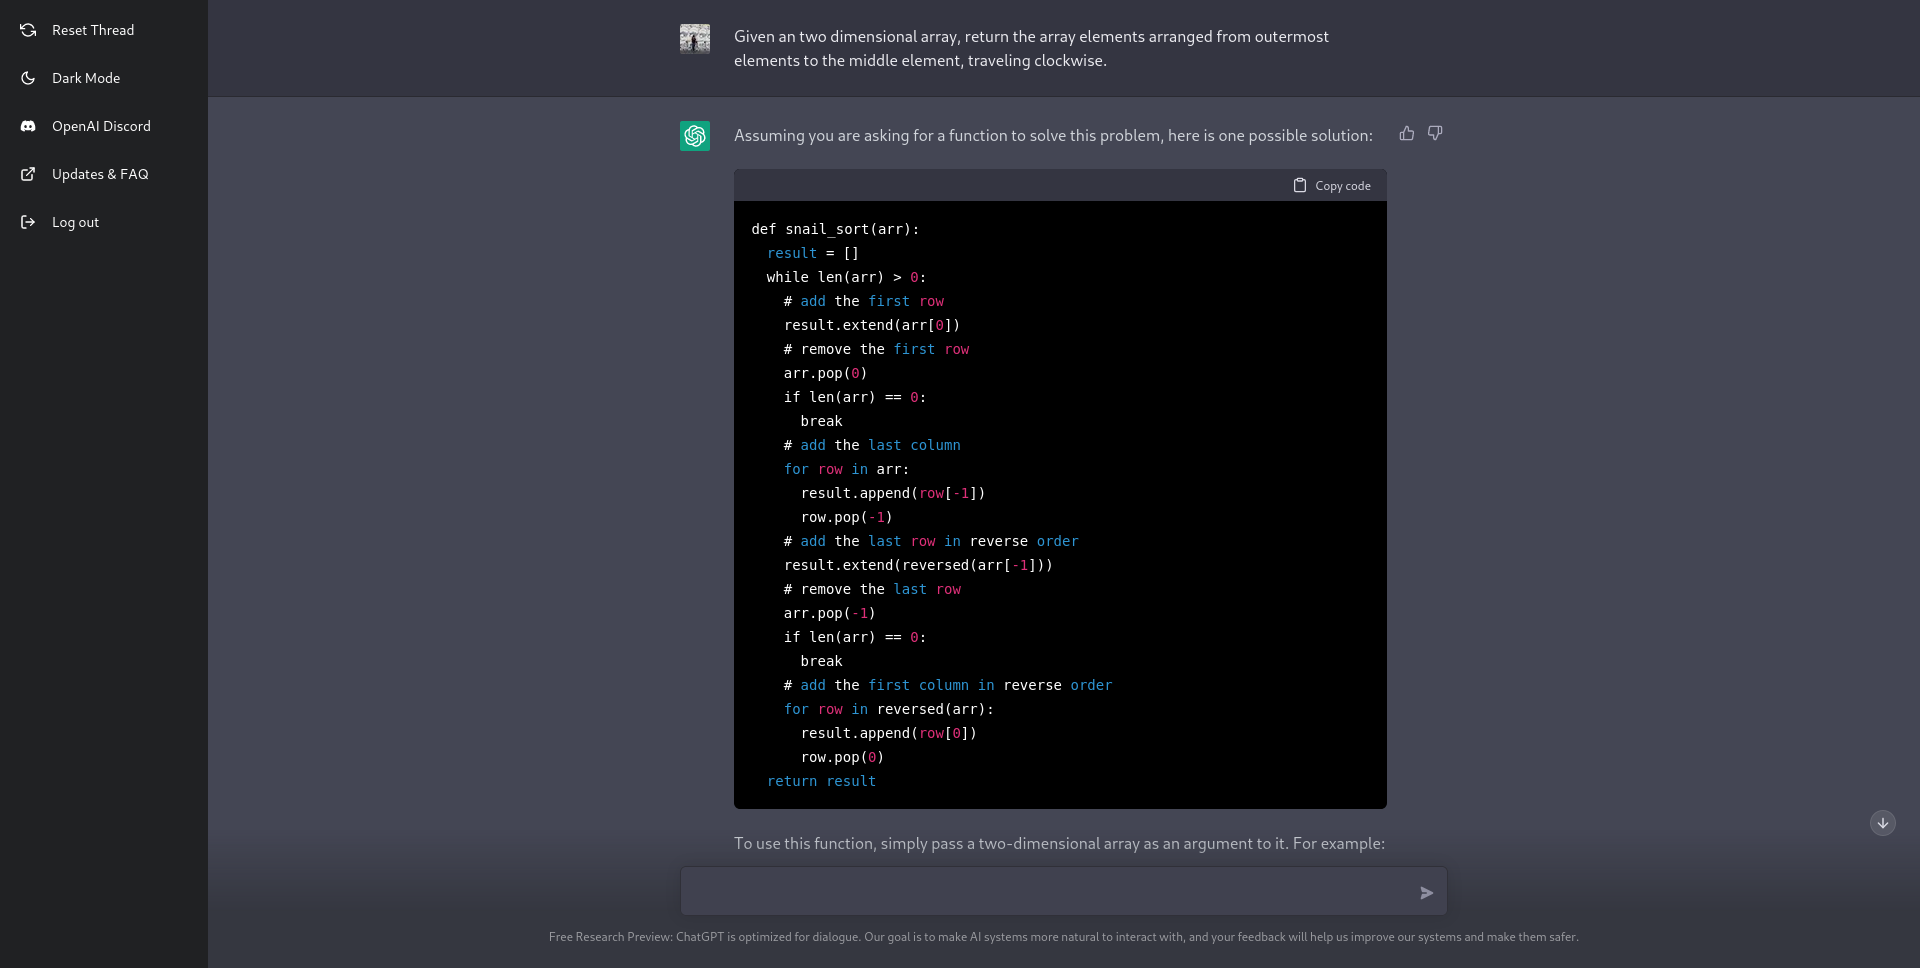 Reset Thread
Dark Mode
OpenAI Discord
Updates & FAQ
Log out
Given an two dimensional array, return the array elements arranged from outermost
elements to the middle element, traveling clockwise.
Assuming you are asking for a function to solve this problem, here is one possible solution:
Copy code
def snail_sort(arr):
  result = []
  while len(arr) > 0:
    # add the first row
    result.extend(arr[0])
    # remove the first row
    arr.pop(0)
    if len(arr) == 0:
      break
    # add the last column
    for row in arr:
      result.append(row[-1])
      row.pop(-1)
    # add the last row in reverse order
    result.extend(reversed(arr[-1]))
    # remove the last row
    arr.pop(-1)
    if len(arr) == 0:
      break
    # add the first column in reverse order
    for row in reversed(arr):
      result.append(row[0])
      row.pop(0)
  return result
To use this function, simply pass a two-dimensional array as an argument to it. For example:
Free Research Preview: ChatGPT is optimized for dialogue. Our goal is to make AI systems more natural to interact with, and your feedback will help us improve our systems and make them safer.